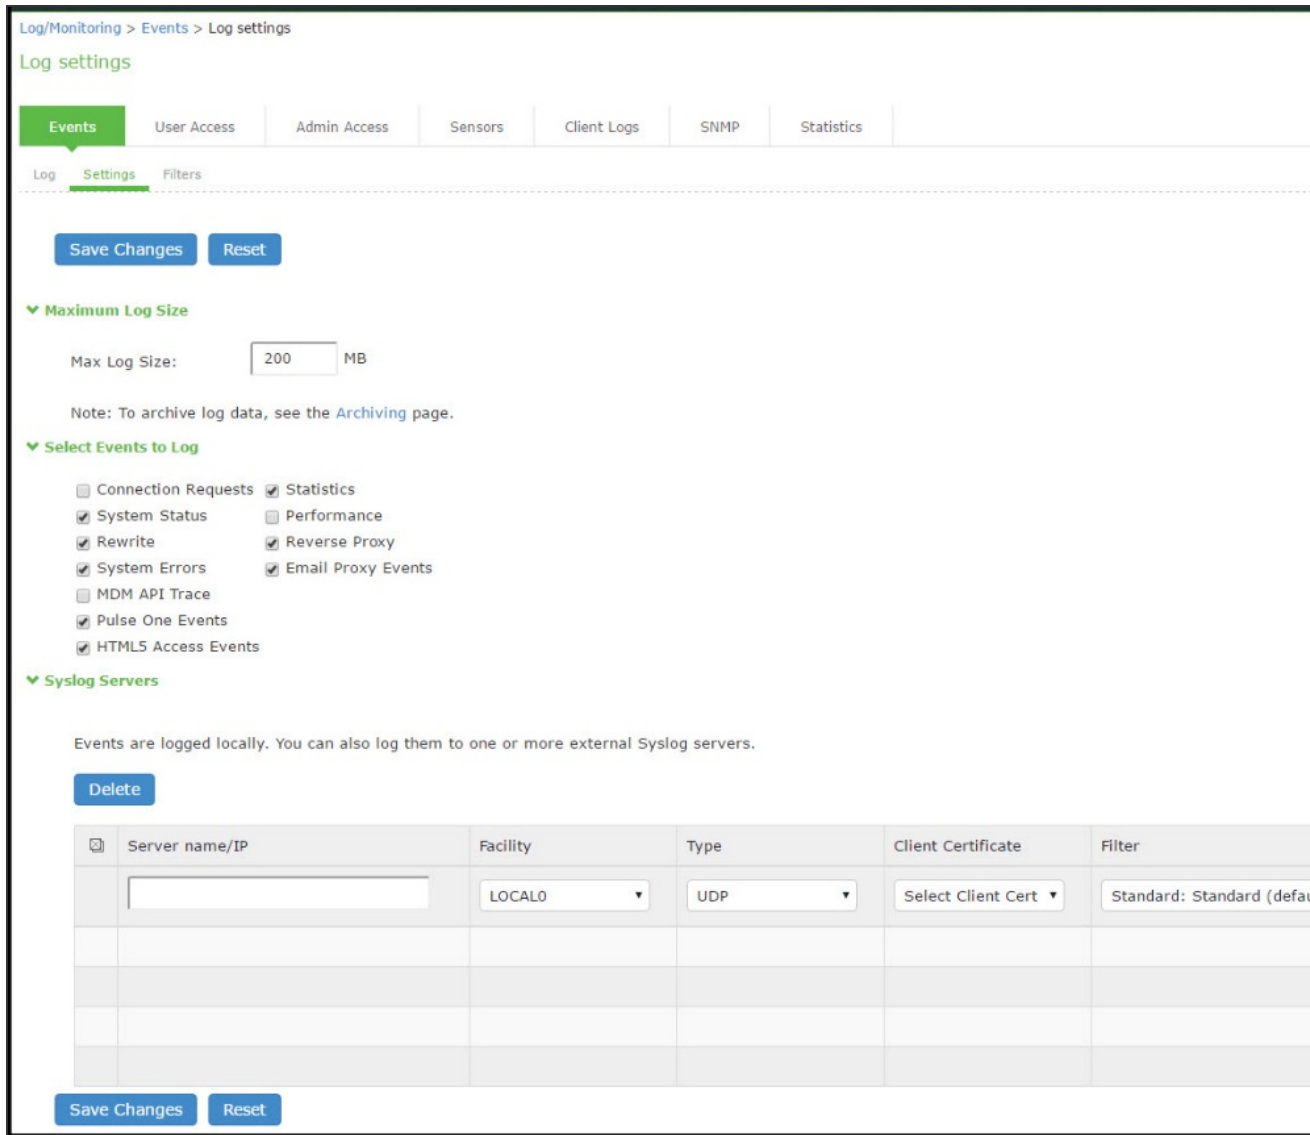 Log/Monitoring > Events > Log settings
Log settings
Events User Access Admin Access Sensors Client Logs SNMP Statistics
Log Settings Filters
Save Changes Reset
Maximum Log Size
Max Log Size: 200 MB
Note: To archive log data, see the Archiving page.
Select Events to Log
Connection Requests Statistics
System Status Performance
Rewrite Reverse Proxy
System Errors Email Proxy Events
MDM API Trace
Pulse One Events
HTML5 Access Events
Syslog Servers
Events are logged locally. You can also log them to one or more external Syslog servers.
Delete
Server name/IP Facility Type Client Certificate Filter
LOCAL0 UDP Select Client Cert Standard: Standard (defau
Save Changes Reset